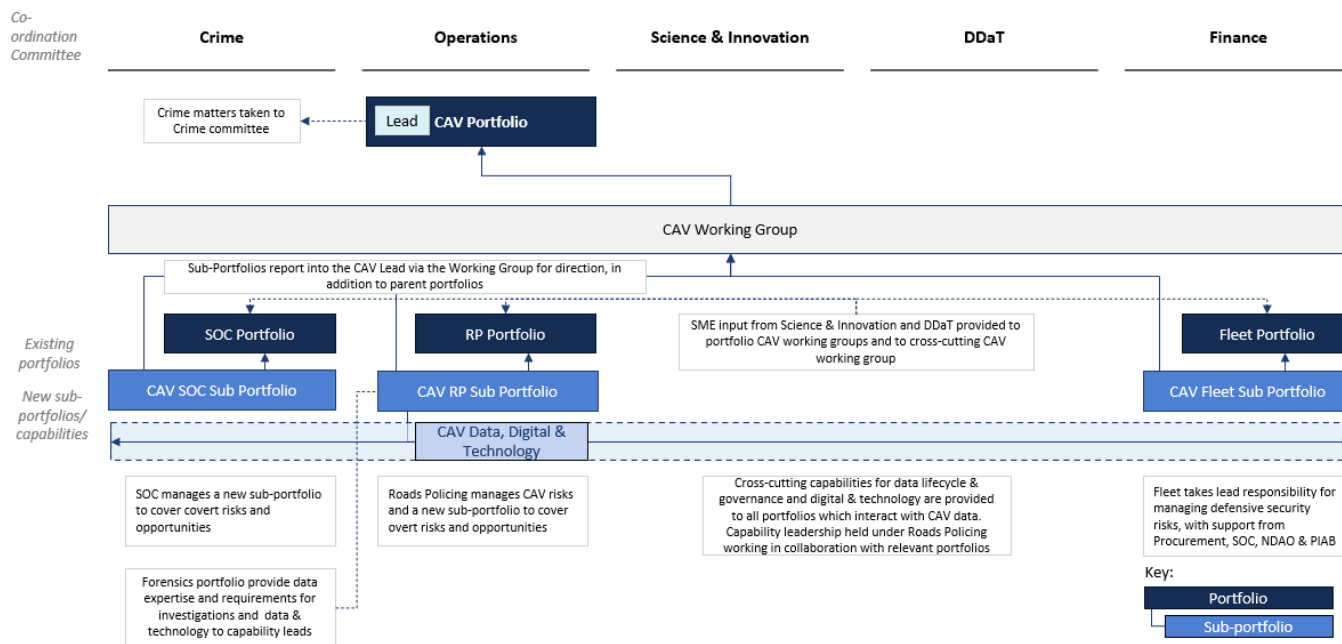 Co-
ordination
Committee
Crime
Operations
Science & Innovation
DDaT
Finance
Crime matters taken to
Crime committee
Lead
CAV Portfolio
CAV Working Group
Sub-Portfolios report into the CAV Lead via the Working Group for direction, in
addition to parent portfolios
Existing
portfolios
SOC Portfolio
RP Portfolio
SME input from Science & Innovation and DDaT provided to
portfolio CAV working groups and to cross-cutting CAV
working group
Fleet Portfolio
New sub-
portfolios/
capabilities
CAV SOC Sub Portfolio
CAV RP Sub Portfolio
CAV Fleet Sub Portfolio
CAV Data, Digital &
Technology
SOC manages a new sub-portfolio
to cover covert risks and
opportunities
Roads Policing manages CAV risks
and a new sub-portfolio to cover
overt risks and opportunities
Cross-cutting capabilities for data lifecycle &
governance and digital & technology are provided
to all portfolios which interact with CAV data.
Capability leadership held under Roads Policing
working in collaboration with relevant portfolios
Fleet takes lead responsibility for
managing defensive security
risks, with support from
Procurement, SOC, NDAO & PIAB
Forensics portfolio provide data
expertise and requirements for
investigations and data &
technology to capability leads
Key:
Portfolio
Sub-portfolio